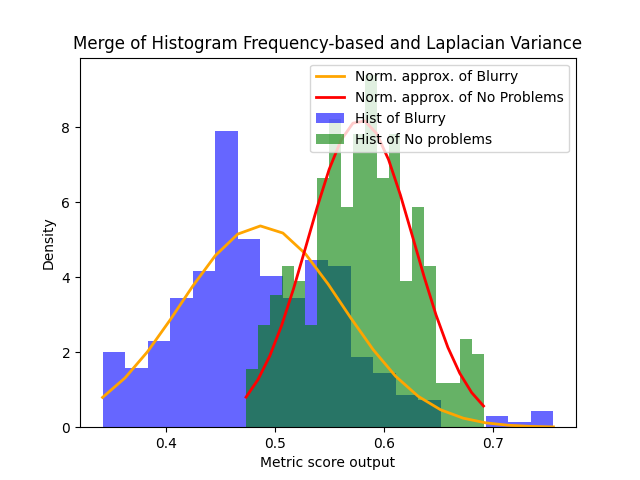 Merge of Histogram Frequency-based and Laplacian Variance
Norm. approx. of Blurry
Norm. approx. of No Problems
Hist of Blurry
Hist of No problems
Density
8
6
4
2
0
0.4 0.5 0.6 0.7
Metric score output